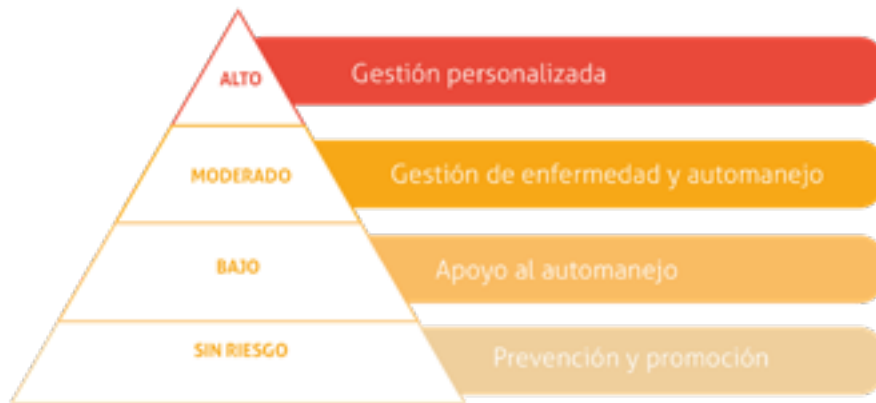 ALTO
Gestión personalizada
MODERADO
Gestión de enfermedad y automanejo
BAJO
Apoyo al automanejo
SIN RIESGO
Prevención y promoción